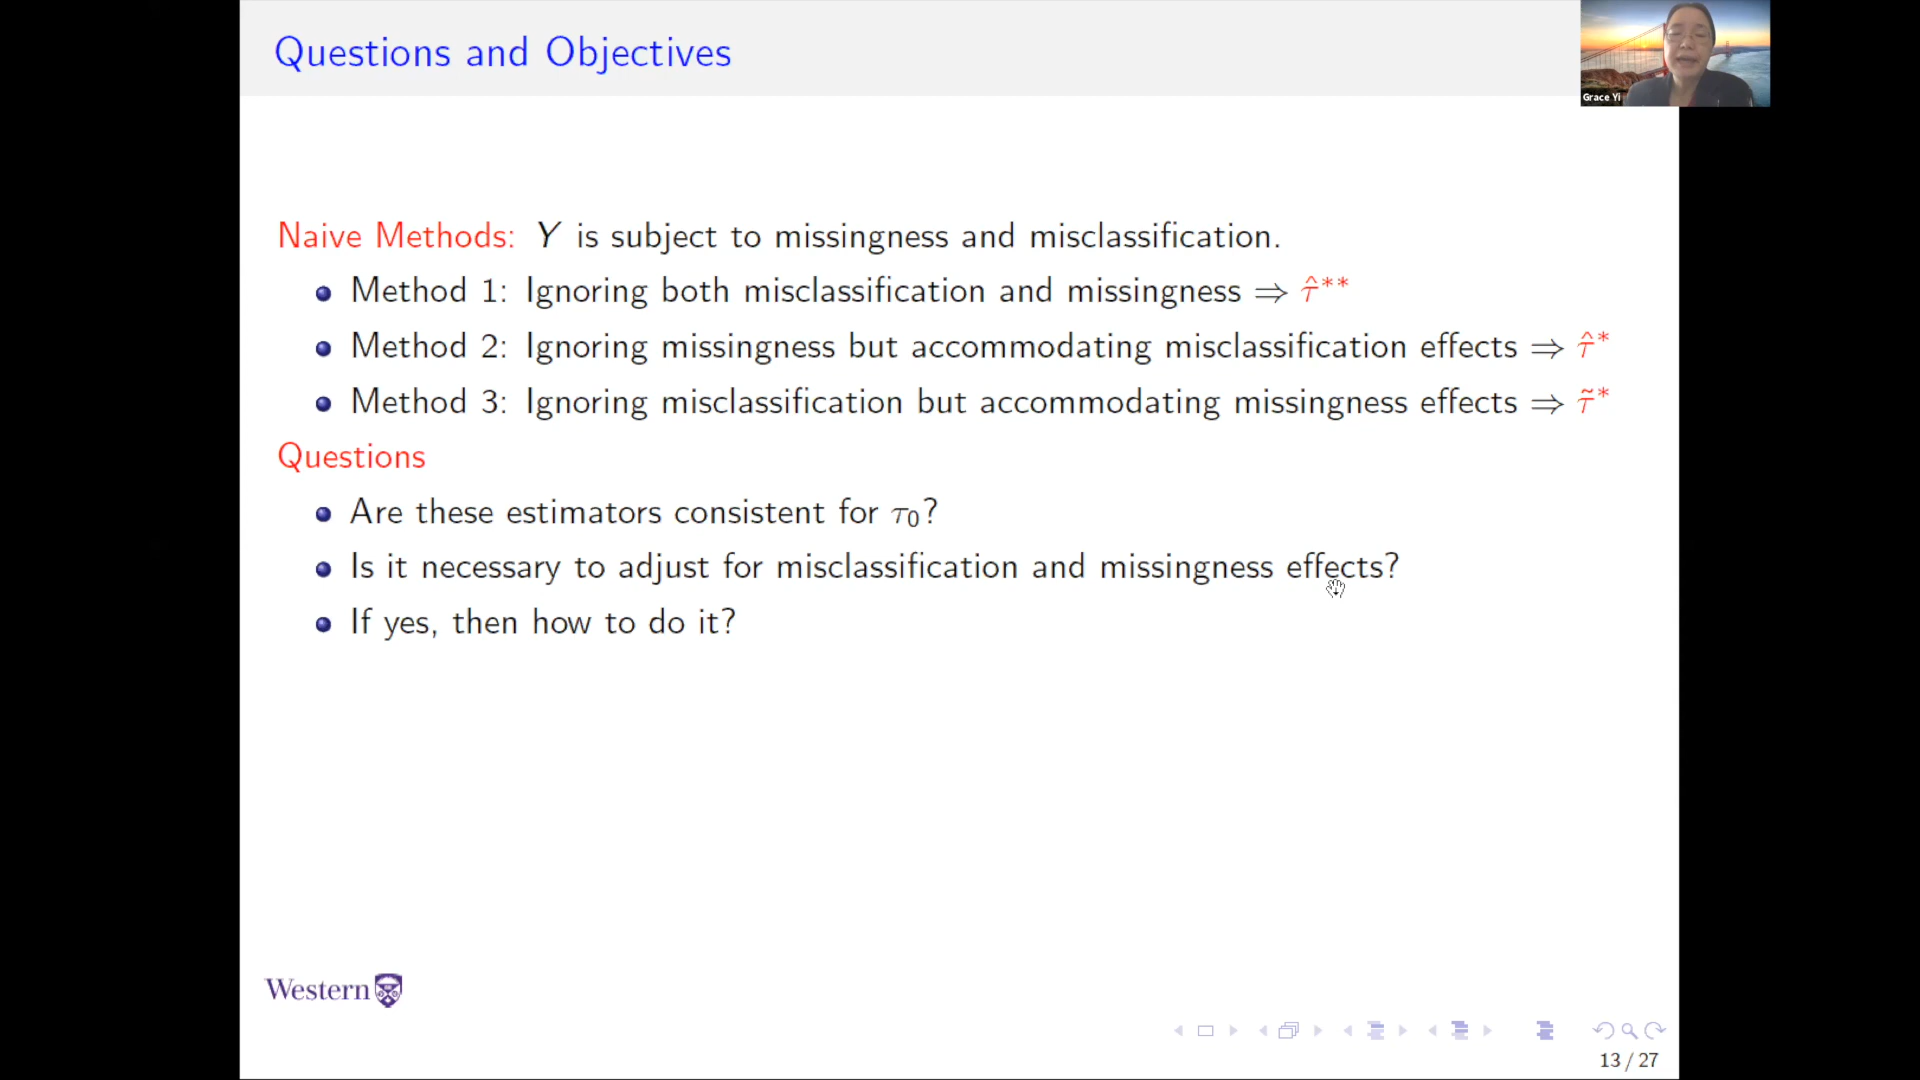 Questions and Objectives
Grace Yi
Naive Methods: Y is subject to missingness and misclassification.
Method 1: Ignoring both misclassification and missingness ⇒ τ̂**
Method 2: Ignoring missingness but accommodating misclassification effects ⇒ τ̂*
Method 3: Ignoring misclassification but accommodating missingness effects ⇒ τ̃*
Questions
Are these estimators consistent for τ₀?
Is it necessary to adjust for misclassification and missingness effects?
If yes, then how to do it?
Western
13 / 27